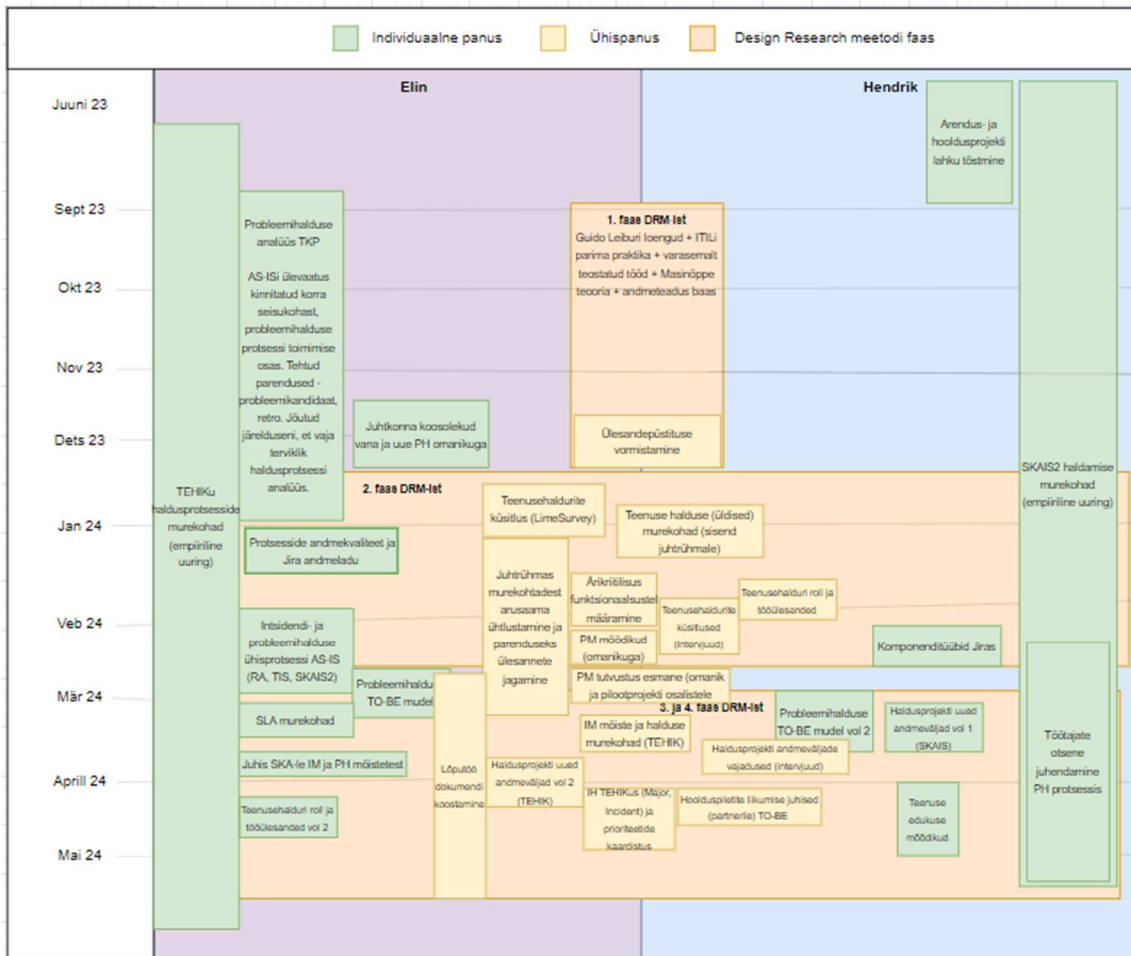 Individuaalne panus
Ühispanus
Design Research meetodi faas
Elin
Hendrik
Juuni 23
Sept 23
Okt 23
Nov 23
Dets 23
Jan 24
Veb 24
Mär 24
Aprill 24
Mai 24
TEHIKu
haldusprotsesside
murekohad
(empiiriline
uuring)
Probleemihalduse
analüüs TKP
AS-ISi ülevaatus
kinnitatud korra
seisukohast,
probleemihalduse
protsessi toimimise
osas. Tehtud
parendused -
probleemikandidaat,
retro. Jõutud
järelduseni, et vaja
terviklik
haldusprotsessi
analüüs.
Juhtkonna koosolekud
vana ja uue PH omanikuga
1. faas DRM-ist
Guido Leiburi loengud + ITILi
parima praktika + varasemalt
teostatud tööd + Masinõppe
teooria + andmeteadus baas
Ülesandepüstituse
vormistamine
Arendus- ja
hooldusprojekti
lahku tõstmine
SKAIS2 haldamise
murekohad
(empiiriline uuring)
2. faas DRM-ist
Protsesside andmekvaliteet ja
Jira andmeladu
Teenusehaldurite
küsitlus (LimeSurvey)
Teenuse halduse (üldised)
murekohad (sisend
juhtrühmale)
Juhtrühmas
murekohtadest
arusaama
ühtlustamine ja
parenduseks
ülesannete
jagamine
Ärikriitilisus
funktsionaalsustel
määramine
Teenusehaldurite
küsitlused
(intervjuud)
Teenusehalduri roll ja
tööülesanded
PM mõõdikud
(omanikuga)
Komponenditüübid Jiras
Intsidendi- ja
probleemihalduse
ühisprotsessi AS-IS
(RA, TIS, SKAIS2)
Probleemihaldu
TO-BE mudel
PM tutvustus esmane (omanik
ja pilootprojekti osalistele
3. ja 4. faas DRM-ist
SLA murekohad
IM mõiste ja halduse
murekohad (TEHIK)
Probleemihalduse
TO-BE mudel vol 2
Haldusprojekti uued
andmeväljad vol 1
(SKAIS)
Juhis SKA-le IM ja PH mõistetest
Lõputöö
dokumendi
koostamine
Haldusprojekti uued
andmeväljad vol 2
(TEHIK)
Haldusprojekti andmeväljade
vajadused (intervjuud)
Teenusehalduri roll ja
tööülesanded vol 2
IH TEHIKus (Major,
Incident) ja
prioriteetide
kaardistus
Hoolduspiletite liikumise juhised
(partnerile) TO-BE
Teenuse
edukuse
mõõdikud
Töötajate
otsene
juhendamine
PH protsessis